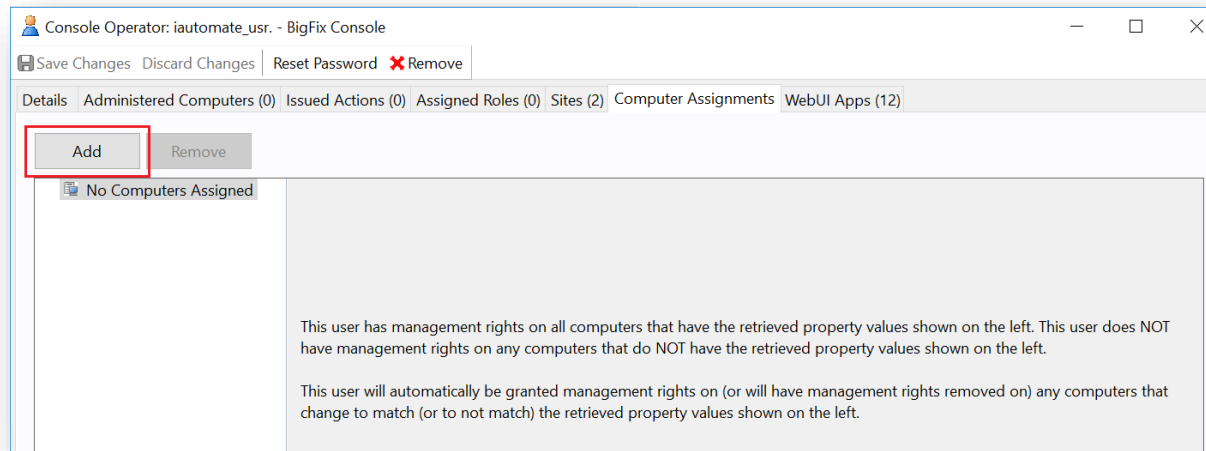 Console Operator: iautomate_usr. - BigFix Console
Save Changes Discard Changes Reset Password Remove
Details Administered Computers (0) Issued Actions (0) Assigned Roles (0) Sites (2) Computer Assignments WebUI Apps (12)
Add Remove
No Computers Assigned
This user has management rights on all computers that have the retrieved property values shown on the left. This user does NOT
have management rights on any computers that do NOT have the retrieved property values shown on the left.
This user will automatically be granted management rights on (or will have management rights removed on) any computers that
change to match (or to not match) the retrieved property values shown on the left.